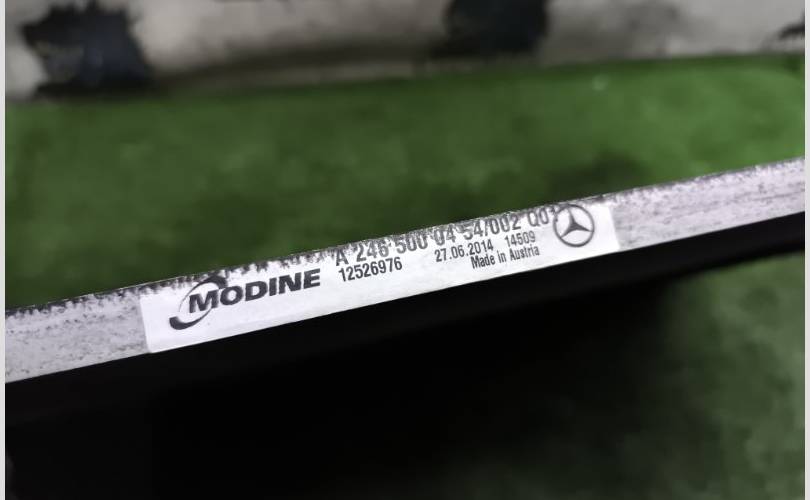 MODINE
A 246 500 04 54/002 001
12526976 27.06.2014 14509
Made in Austria